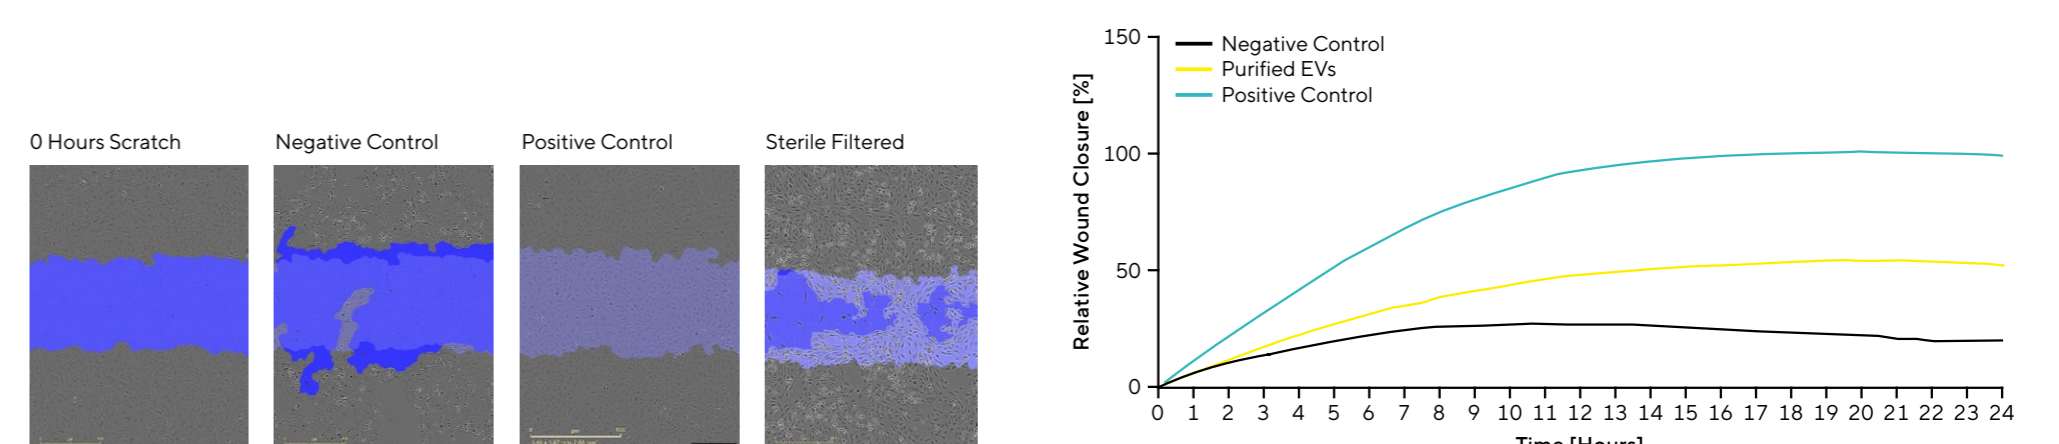 0 Hours Scratch
Negative Control
Positive Control
Sterile Filtered
Relative Wound Closure [%]
150
100
50
0
Negative Control
Purified EVs
Positive Control
0 1 2 3 4 5 6 7 8 9 10 11 12 13 14 15 16 17 18 19 20 21 22 23 24
Time [Hours]